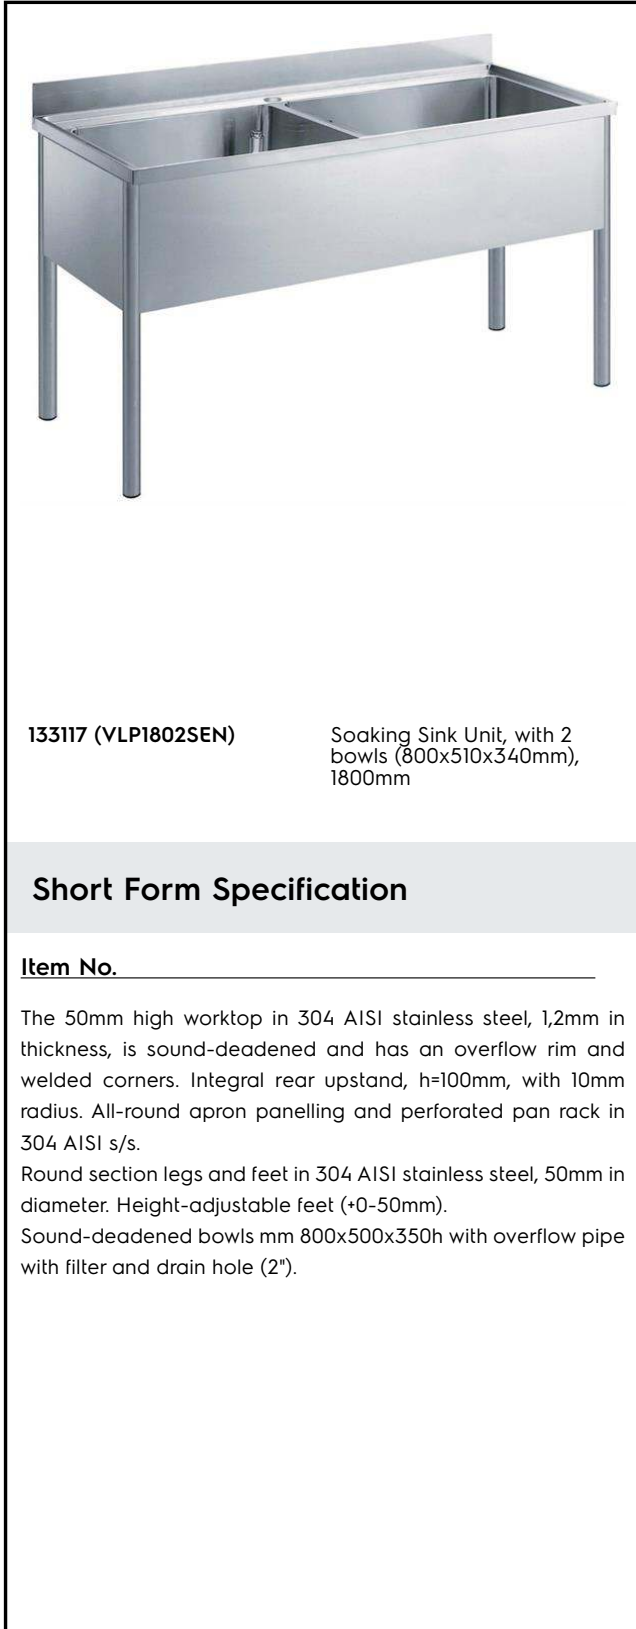 133117 (VLP1802SEN)
Soaking Sink Unit, with 2
bowls (800x510x340mm),
1800mm
Short Form Specification
Item No.
The 50mm high worktop in 304 AISI stainless steel, 1,2mm in
thickness, is sound-deadened and has an overflow rim and
welded corners. Integral rear upstand, h=100mm, with 10mm
radius. All-round apron panelling and perforated pan rack in
304 AISI s/s.
Round section legs and feet in 304 AISI stainless steel, 50mm in
diameter. Height-adjustable feet (+0-50mm).
Sound-deadened bowls mm 800x500x350h with overflow pipe
with filter and drain hole (2").